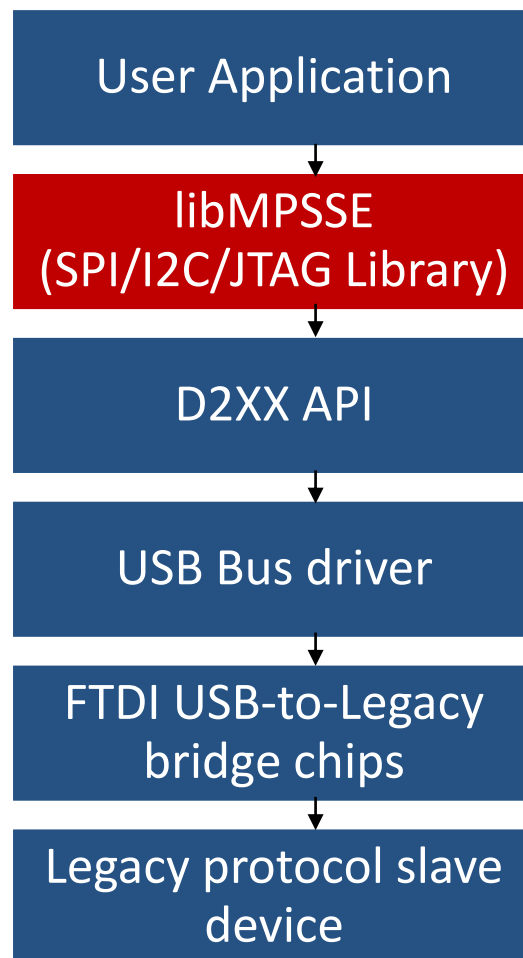 User Application
libMPSSE
(SPI/I2C/JTAG Library)
D2XX API
USB Bus driver
FTDI USB-to-Legacy
bridge chips
Legacy protocol slave
device